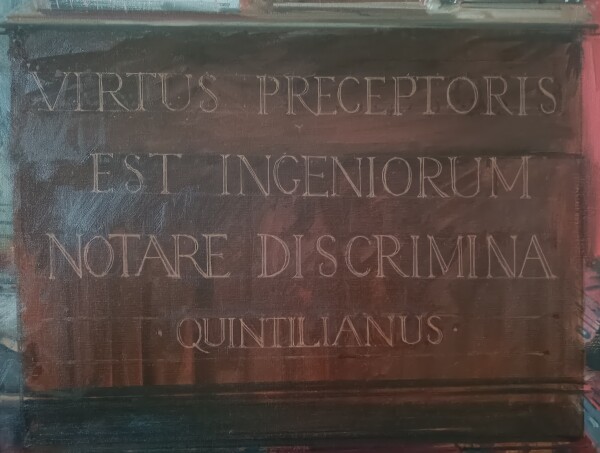 VIRTUS PRECEPTORIS
EST INGENIORUM
NOTARE DISCRIMINA
· QUINTILIANUS ·